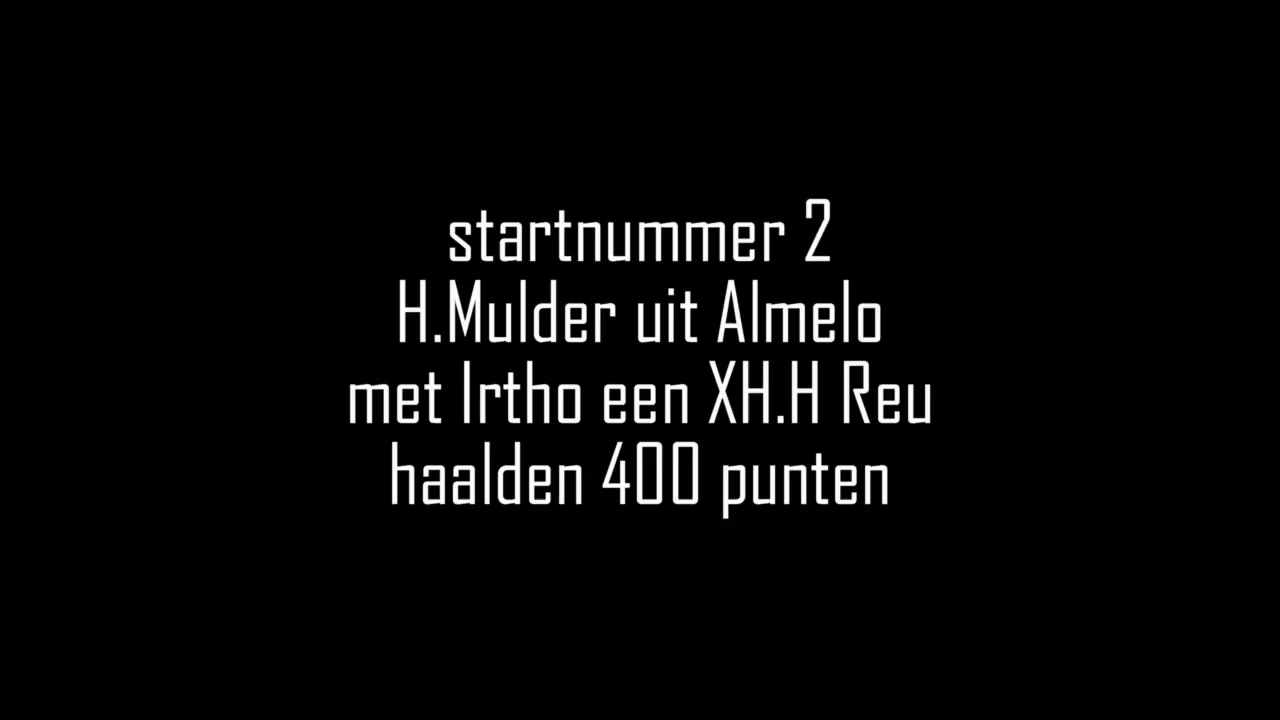 startnummer 2
H.Mulder uit Almelo
met Irtho een XH.H Reu
haalden 400 punten